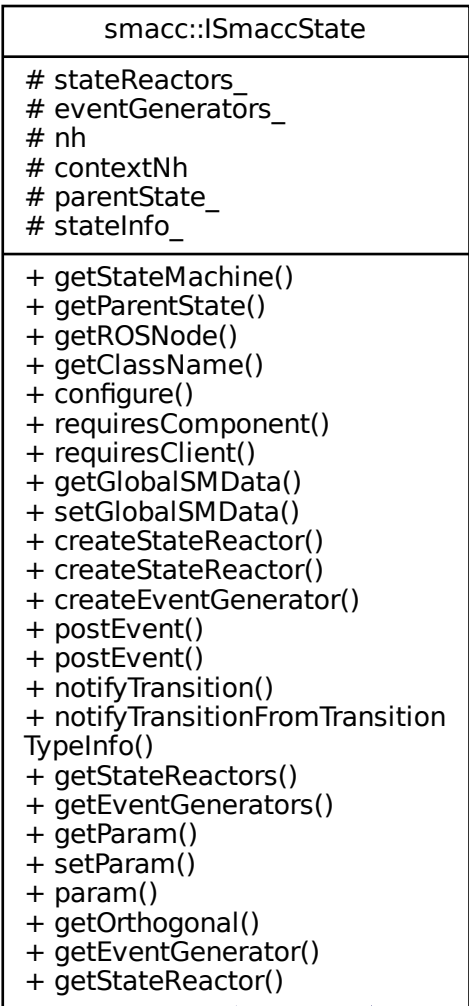 smacc::ISmaccState
# stateReactors_
# eventGenerators_
# nh
# contextNh
# parentState_
# stateInfo_
+ getStateMachine()
+ getParentState()
+ getROSNode()
+ getClassName()
+ configure()
+ requiresComponent()
+ requiresClient()
+ getGlobalSMData()
+ setGlobalSMData()
+ createStateReactor()
+ createStateReactor()
+ createEventGenerator()
+ postEvent()
+ postEvent()
+ notifyTransition()
+ notifyTransitionFromTransition
TypeInfo()
+ getStateReactors()
+ getEventGenerators()
+ getParam()
+ setParam()
+ param()
+ getOrthogonal()
+ getEventGenerator()
+ getStateReactor()